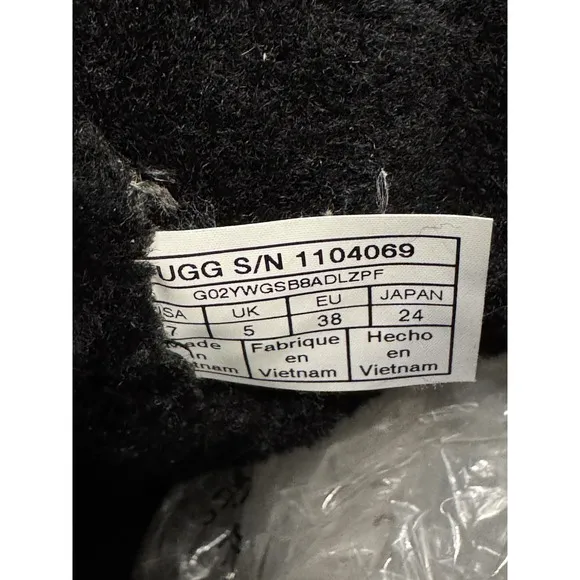 UGG S/N 1104069
G02YWGSB8ADLZPF
USA UK EU JAPAN
7 5 38 24
Made in Vietnam
Fabrique en Vietnam
Hecho en Vietnam